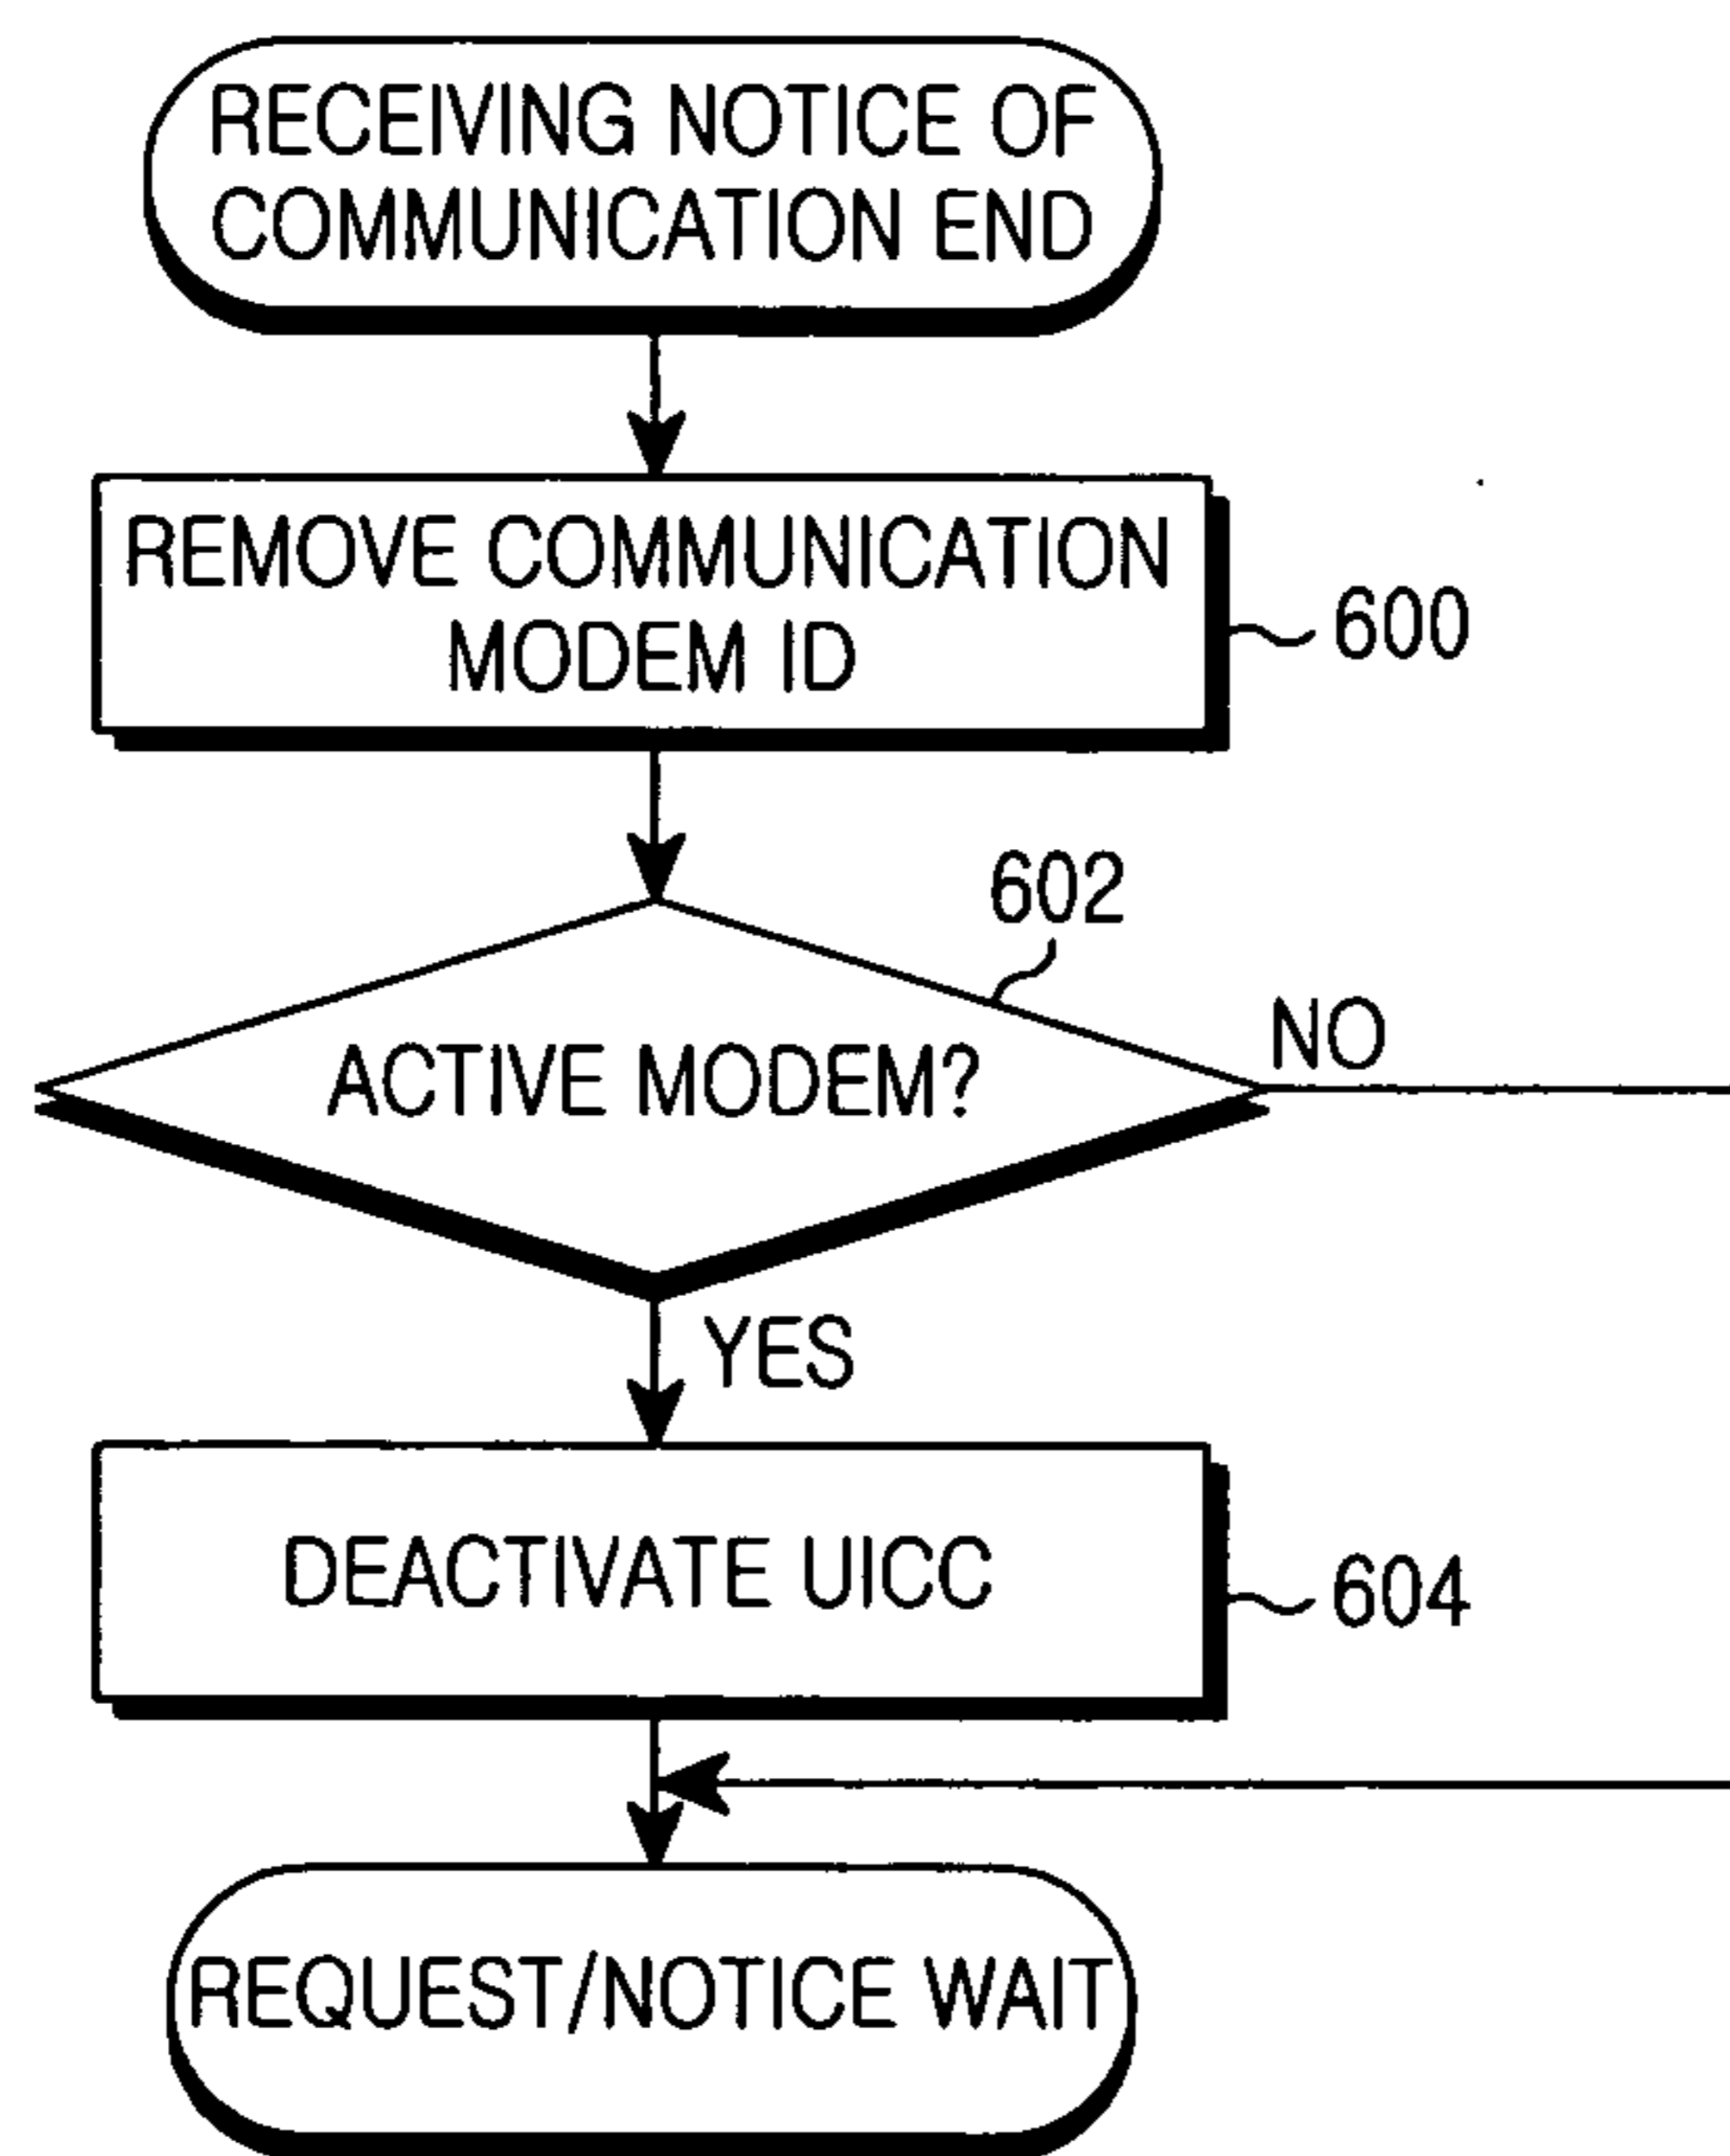 RECEIVING NOTICE OF
COMMUNICATION END
REMOVE COMMUNICATION
MODEM ID
600
602
ACTIVE MODEM?
NO
YES
DEACTIVATE UICC
604
REQUEST/NOTICE WAIT